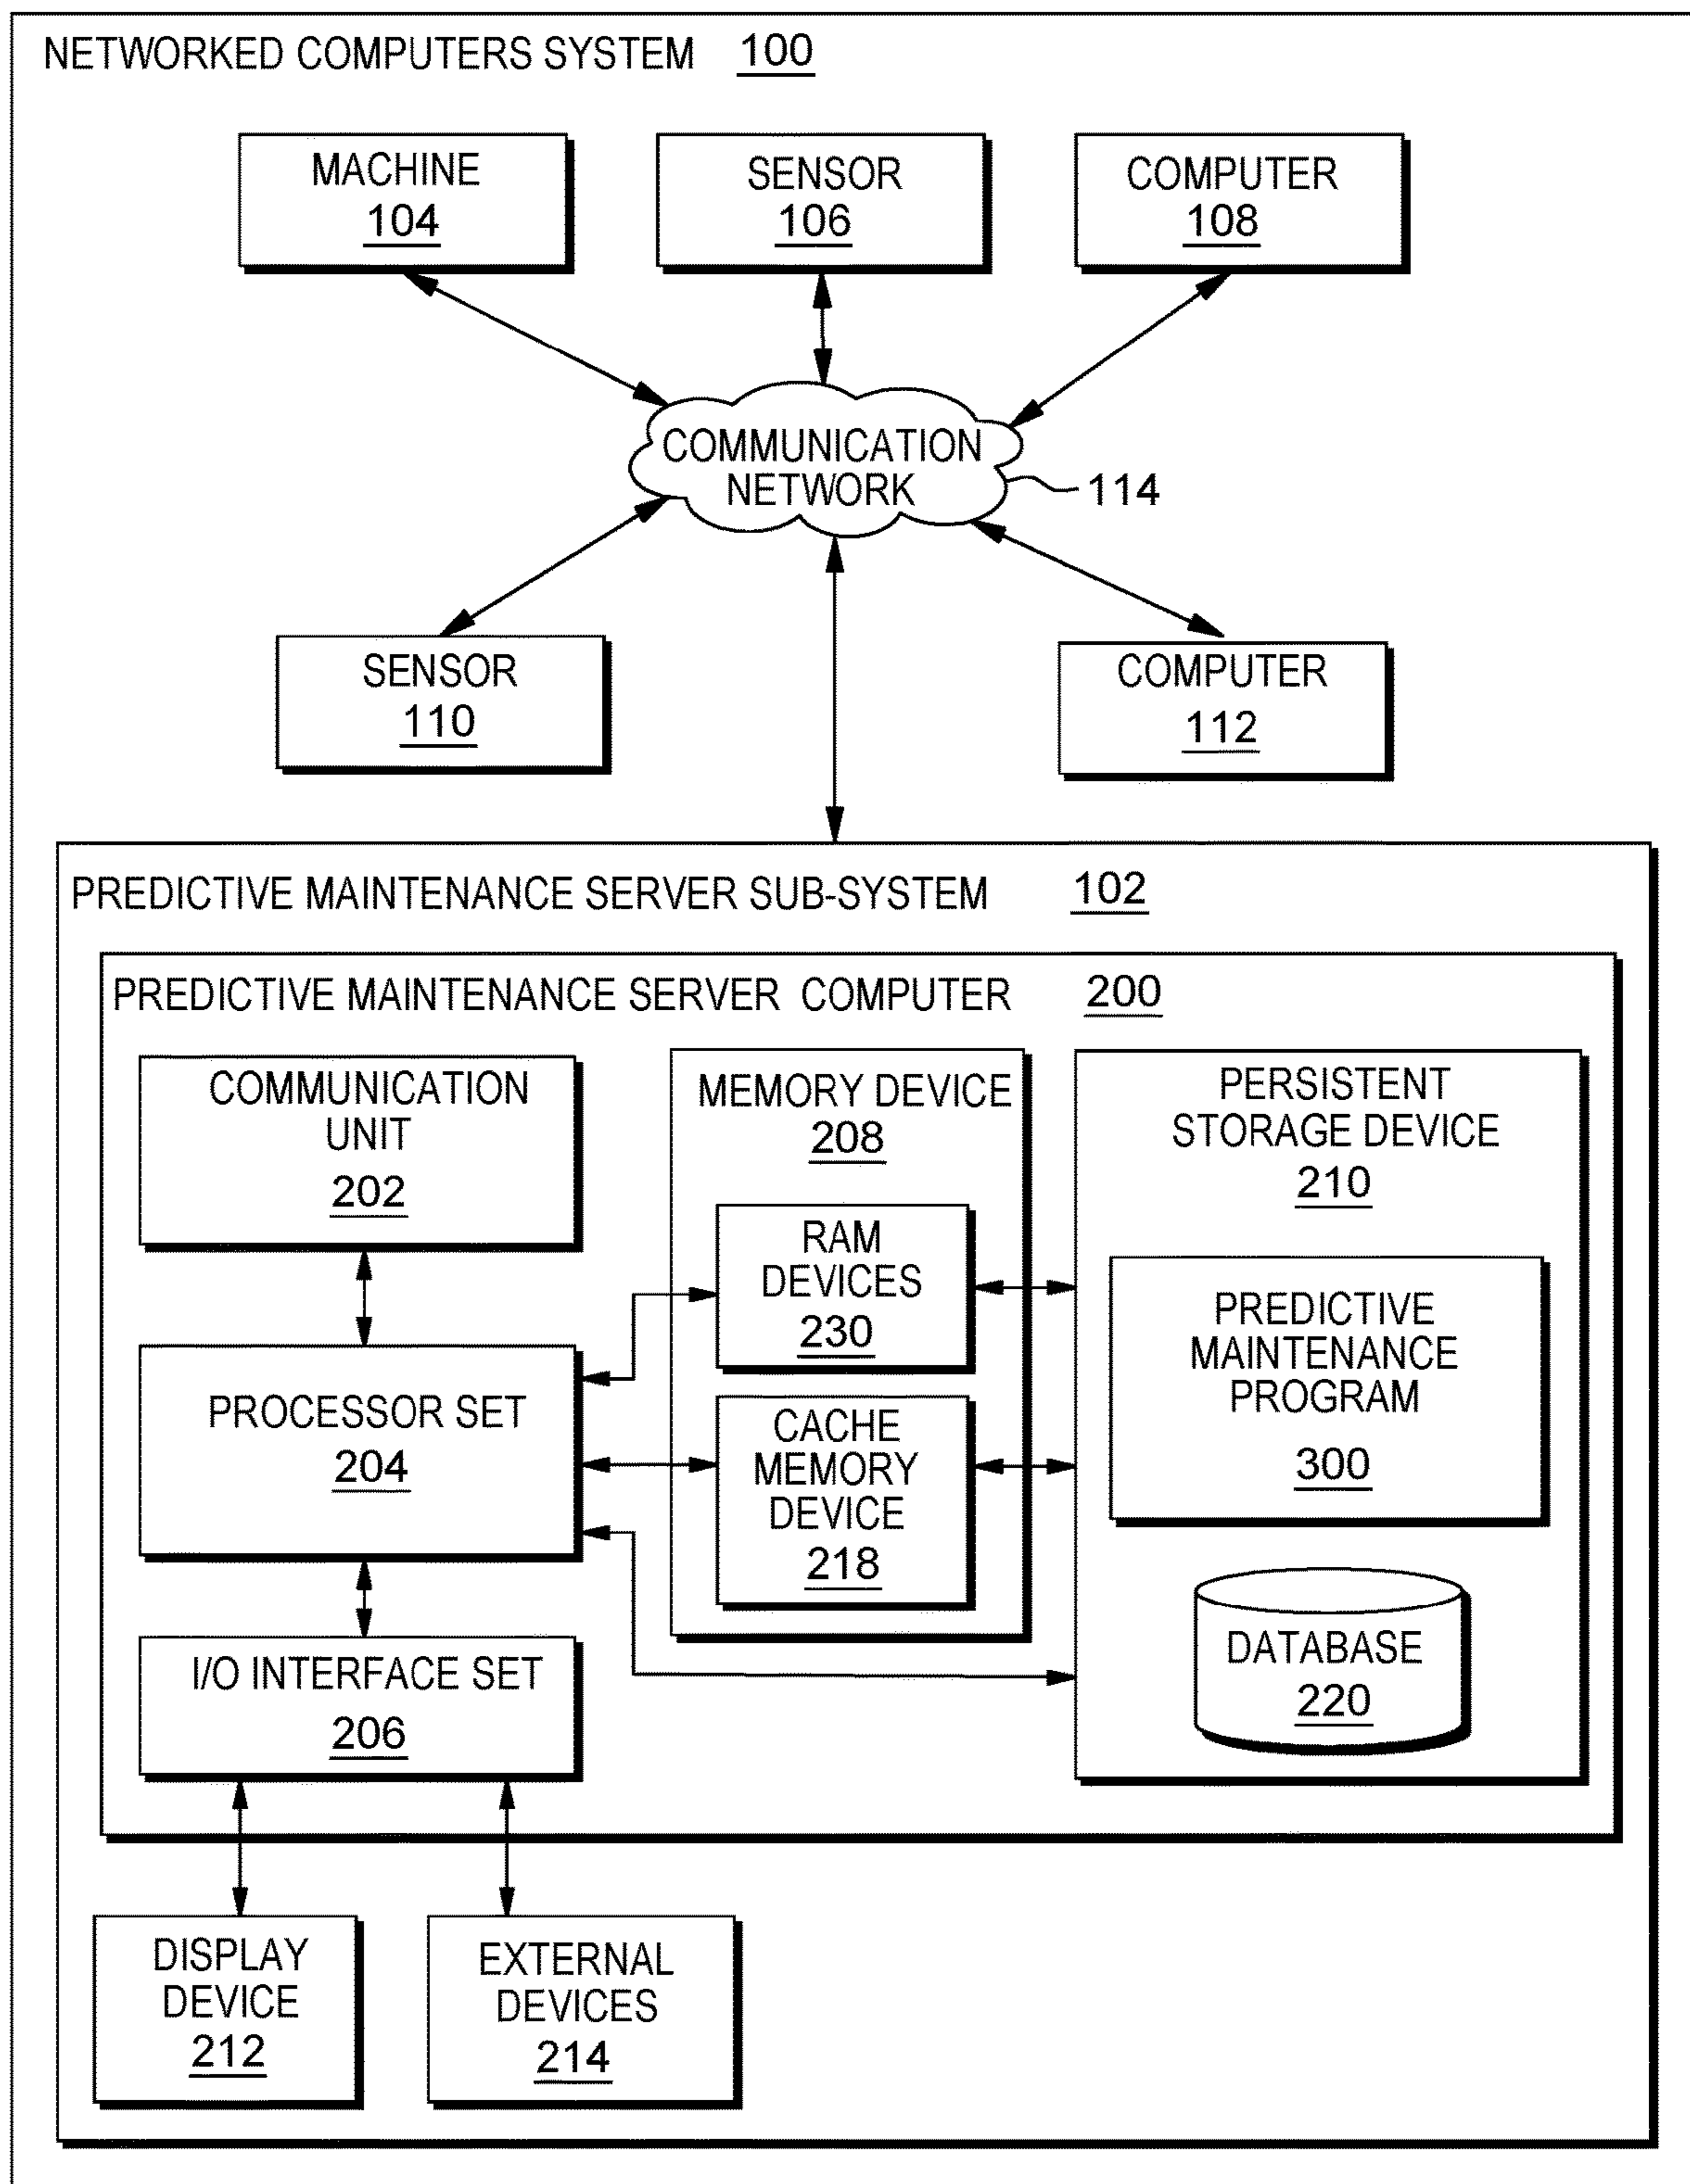 NETWORKED COMPUTERS SYSTEM 100
MACHINE
104
SENSOR
106
COMPUTER
108
COMMUNICATION
NETWORK
114
SENSOR
110
COMPUTER
112
PREDICTIVE MAINTENANCE SERVER SUB-SYSTEM 102
PREDICTIVE MAINTENANCE SERVER COMPUTER 200
COMMUNICATION
UNIT
202
PROCESSOR SET
204
I/O INTERFACE SET
206
MEMORY DEVICE
208
RAM
DEVICES
230
CACHE
MEMORY
DEVICE
218
PERSISTENT
STORAGE DEVICE
210
PREDICTIVE
MAINTENANCE
PROGRAM
300
DATABASE
220
DISPLAY
DEVICE
212
EXTERNAL
DEVICES
214